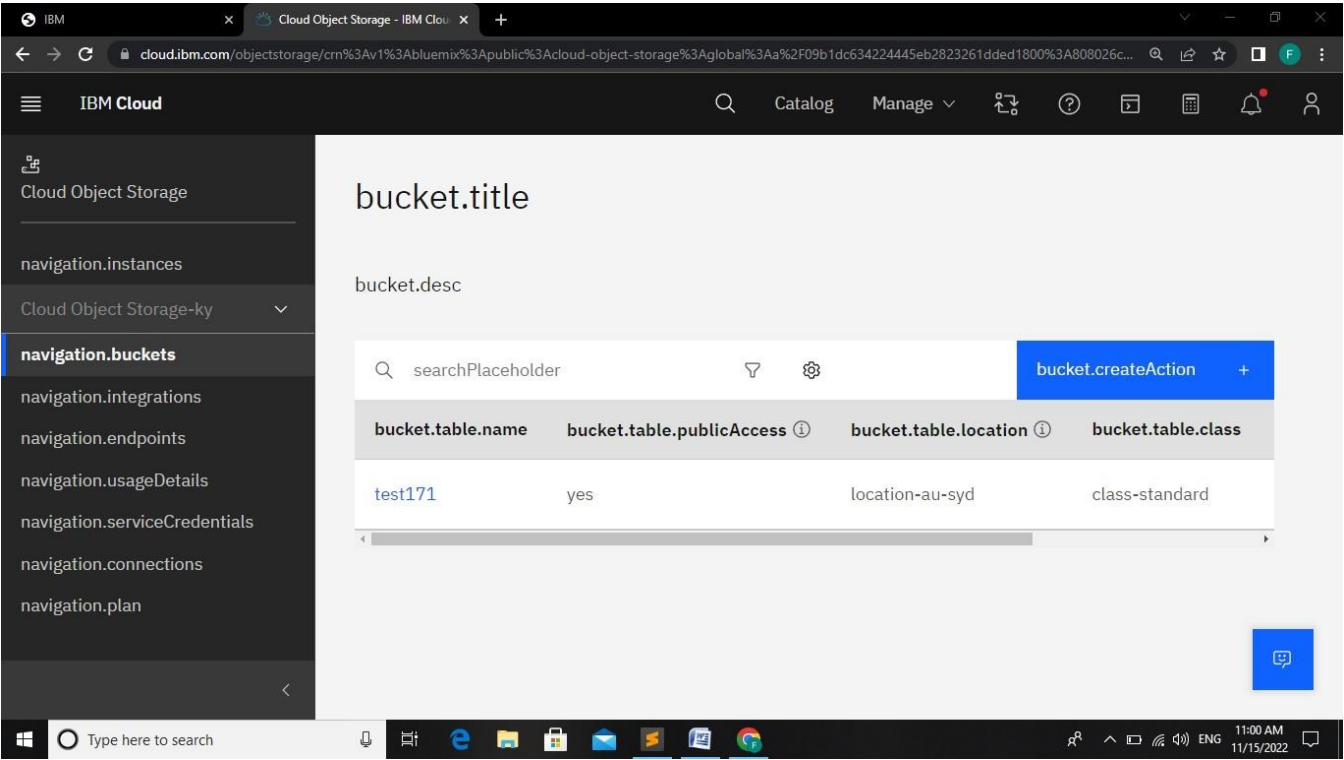 IBM
Cloud Object Storage - IBM Clou
cloud.ibm.com/objectstorage/crn%3Av1%3Abluemix%3Apublic%3Acloud-object-storage%3Aglobal%3Aa%2F09b1dc634224445eb2823261dded1800%3A808026c...
F
IBM Cloud
Catalog
Manage
Cloud Object Storage
navigation.instances
Cloud Object Storage-ky
navigation.buckets
navigation.integrations
navigation.endpoints
navigation.usageDetails
navigation.serviceCredentials
navigation.connections
navigation.plan
bucket.title
bucket.desc
searchPlaceholder
bucket.createAction +
bucket.table.name bucket.table.publicAccess bucket.table.location bucket.table.class
test171 yes location-au-syd class-standard
Type here to search
ENG
11:00 AM
11/15/2022